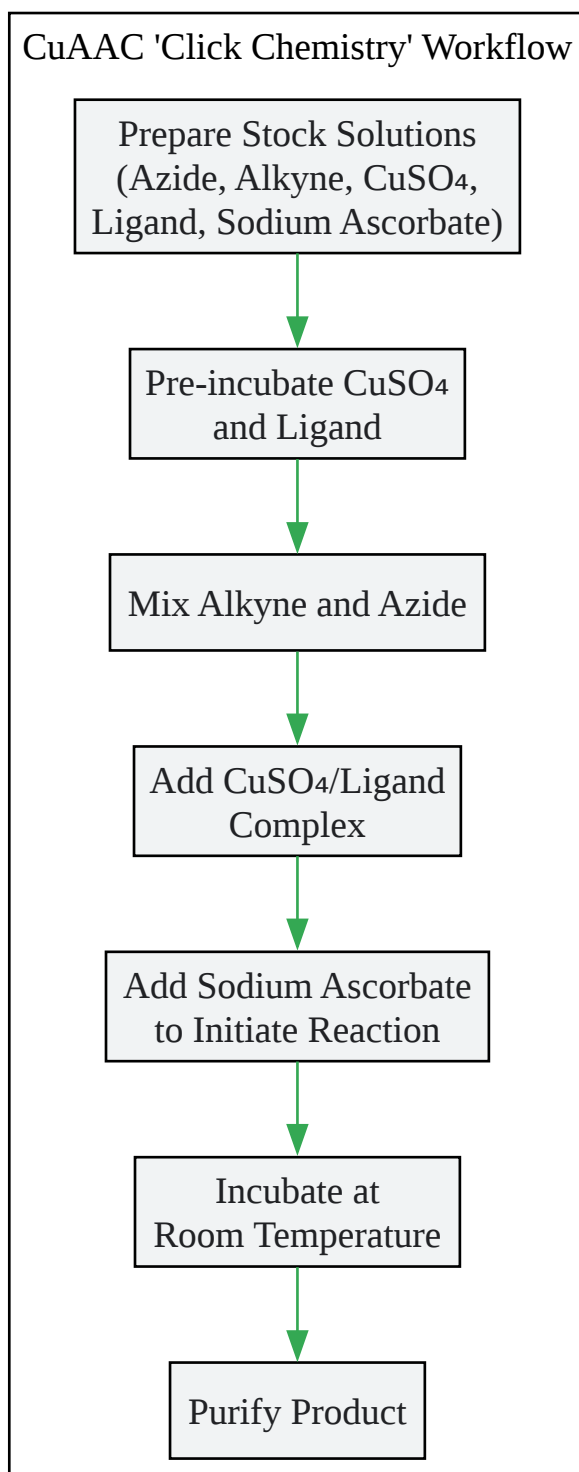 CuAAC 'Click Chemistry' Workflow
Prepare Stock Solutions
(Azide, Alkyne, CuSO₄,
Ligand, Sodium Ascorbate)
Pre-incubate CuSO₄
and Ligand
Mix Alkyne and Azide
Add CuSO₄/Ligand
Complex
Add Sodium Ascorbate
to Initiate Reaction
Incubate at
Room Temperature
Purify Product